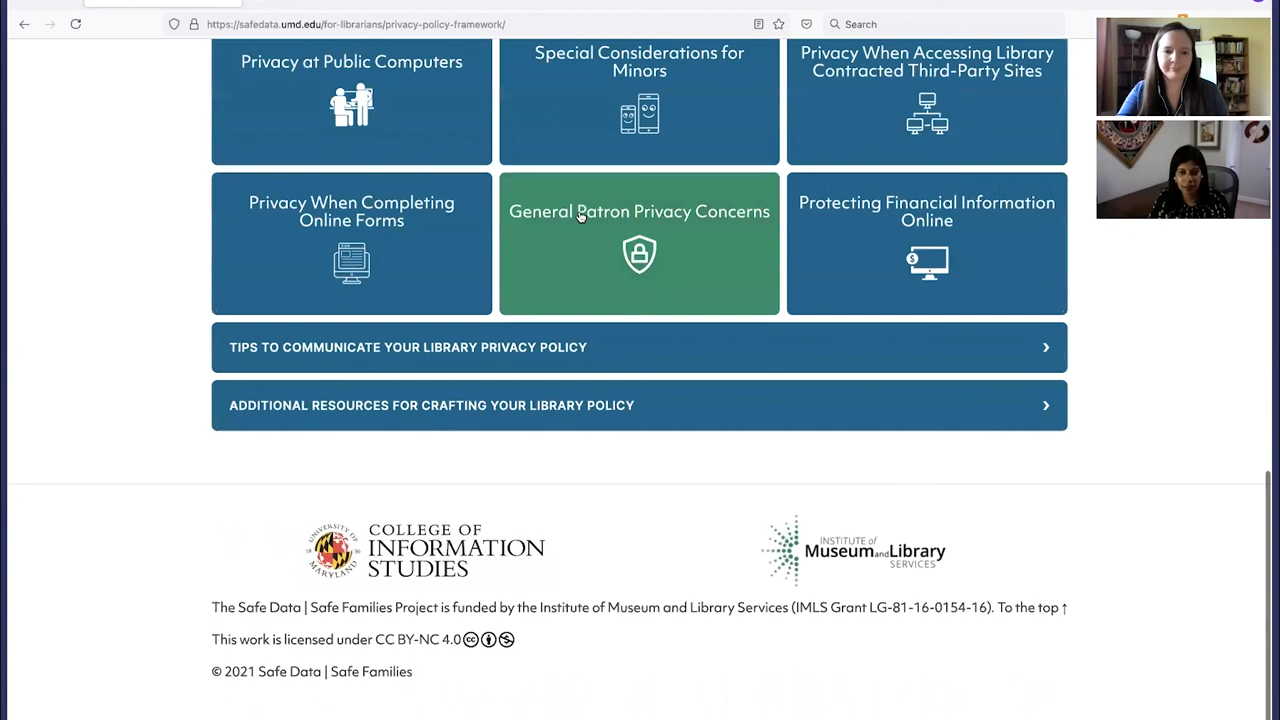 https://safedata.umd.edu/for-librarians/privacy-policy-framework/
Search
Privacy at Public Computers
Special Considerations for
Minors
Privacy When Accessing Library
Contracted Third-Party Sites
Privacy When Completing
Online Forms
General Patron Privacy Concerns
Protecting Financial Information
Online
$
TIPS TO COMMUNICATE YOUR LIBRARY PRIVACY POLICY
ADDITIONAL RESOURCES FOR CRAFTING YOUR LIBRARY POLICY
UNIVERSITY OF
MARYLAND
18 56
COLLEGE OF
INFORMATION
STUDIES
INSTITUTE of
Museum and Library
SERVICES
The Safe Data | Safe Families Project is funded by the Institute of Museum and Library Services (IMLS Grant LG-81-16-0154-16). To the top ↑
This work is licensed under CC BY-NC 4.0
© 2021 Safe Data | Safe Families